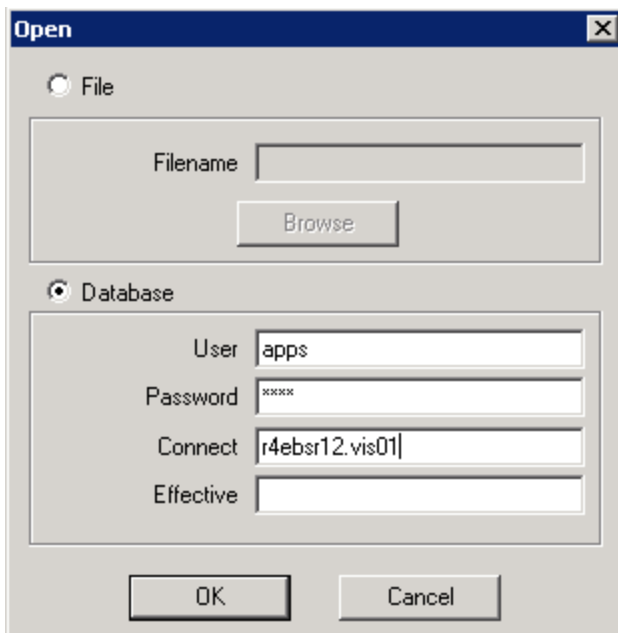 Open
File
Filename
Browse
Database
User apps
Password ****
Connect r4ebsr12.vis01
Effective
OK Cancel